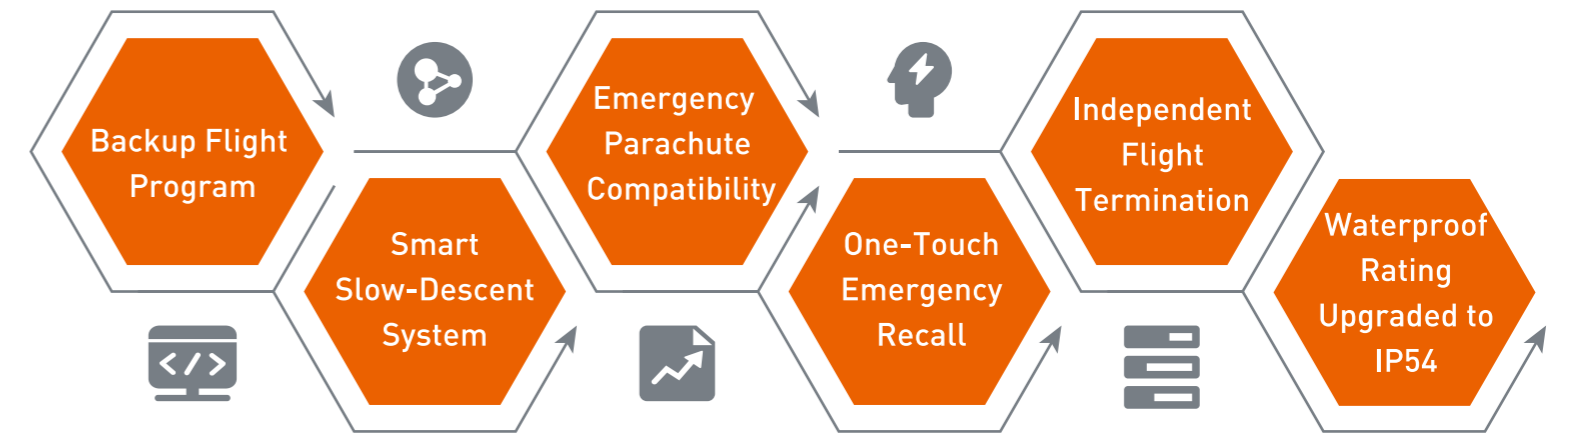 Backup Flight
Program
Smart
Slow-Descent
System
Emergency
Parachute
Compatibility
One-Touch
Emergency
Recall
Independent
Flight
Termination
Waterproof
Rating
Upgraded to
IP54